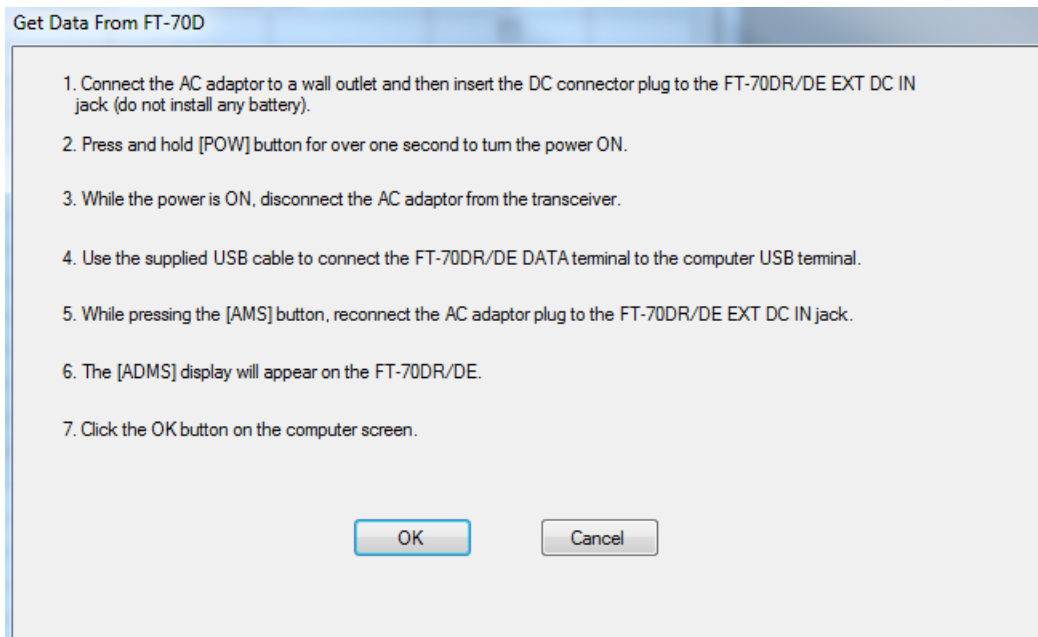 Get Data From FT-70D
1. Connect the AC adaptor to a wall outlet and then insert the DC connector plug to the FT-70DR/DE EXT DC IN
jack (do not install any battery).
2. Press and hold [POW] button for over one second to turn the power ON.
3. While the power is ON, disconnect the AC adaptor from the transceiver.
4. Use the supplied USB cable to connect the FT-70DR/DE DATA terminal to the computer USB terminal.
5. While pressing the [AMS] button, reconnect the AC adaptor plug to the FT-70DR/DE EXT DC IN jack.
6. The [ADMS] display will appear on the FT-70DR/DE.
7. Click the OK button on the computer screen.
OK Cancel